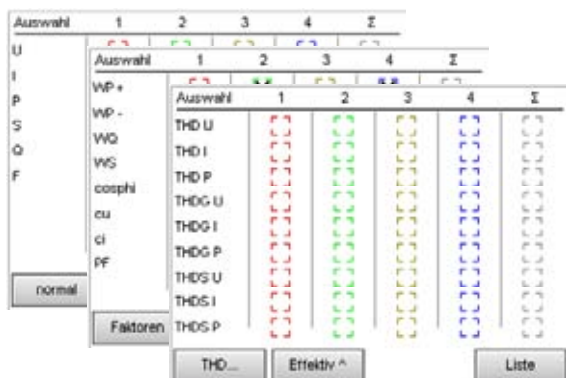 Auswahl 1 2 3 4 Σ
U
I
P
S
Q
F
normal
Auswahl 1 2 3 4 Σ
WP +
WP -
WQ
WS
cosphi
cu
ci
PF
Faktoren
Auswahl 1 2 3 4 Σ
THD U
THD I
THD P
THDG U
THDG I
THDG P
THDS U
THDS I
THDS P
THD... Effektiv ^ Liste